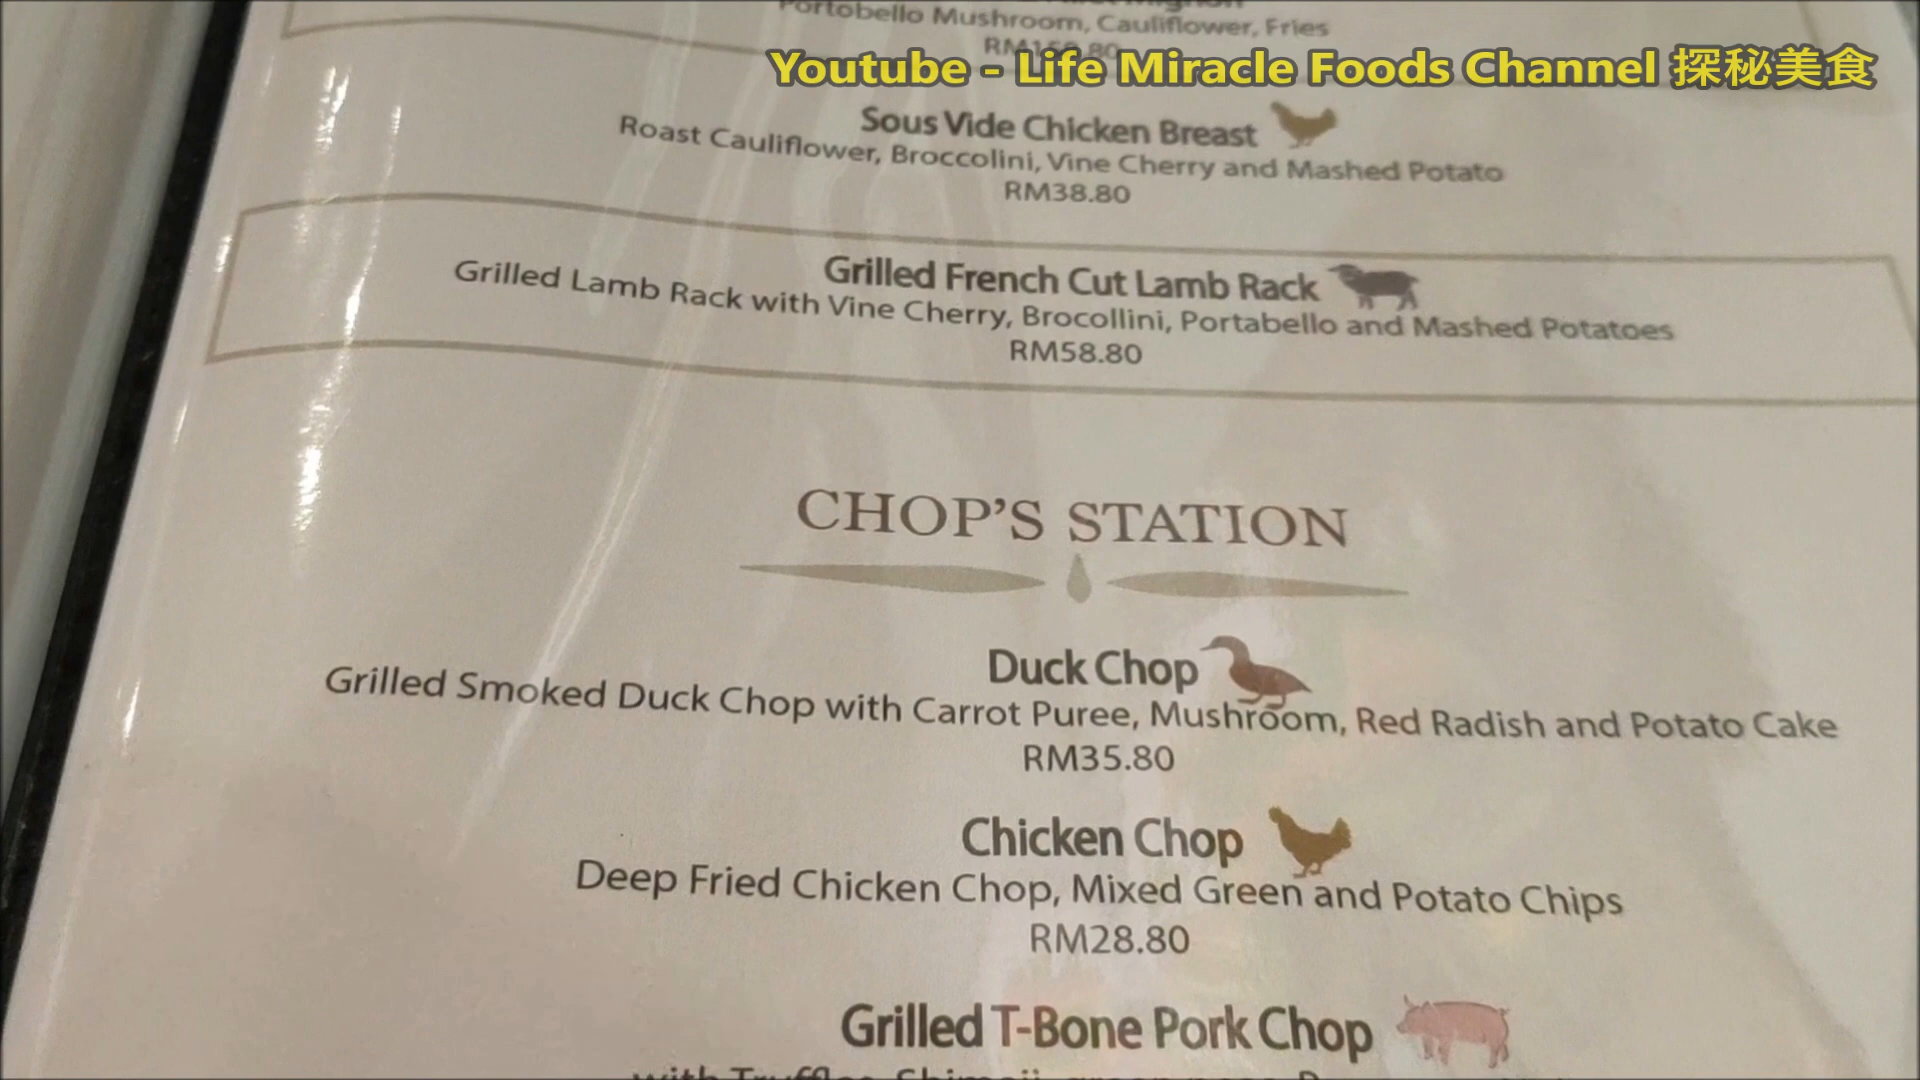 Portobello Mushroom, Cauliflower, Fries
Youtube - Life Miracle Foods Channel 探秘美食
Sous Vide Chicken Breast
Roast Cauliflower, Broccolini, Vine Cherry and Mashed Potato
RM38.80
Grilled French Cut Lamb Rack
Grilled Lamb Rack with Vine Cherry, Brocollini, Portabello and Mashed Potatoes
RM58.80
CHOP'S STATION
Duck Chop
Grilled Smoked Duck Chop with Carrot Puree, Mushroom, Red Radish and Potato Cake
RM35.80
Chicken Chop
Deep Fried Chicken Chop, Mixed Green and Potato Chips
RM28.80
Grilled T-Bone Pork Chop